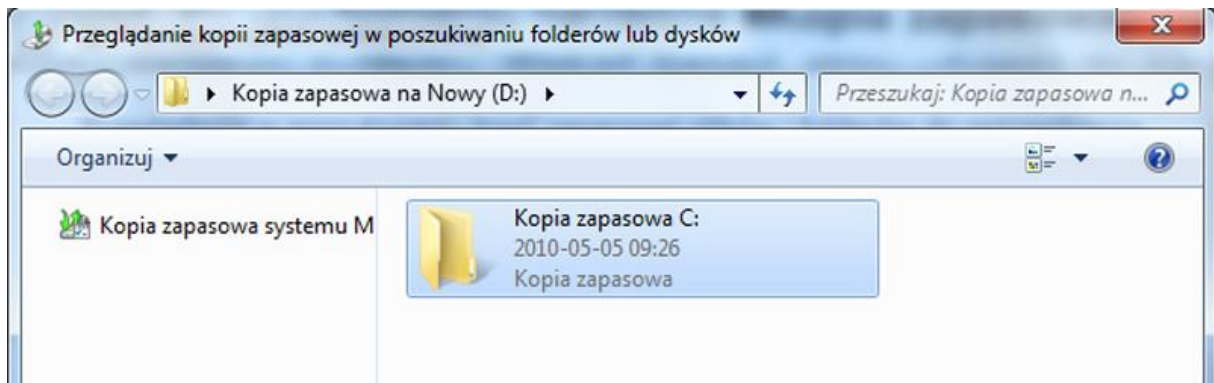 Przeglądanie kopii zapasowej w poszukiwaniu folderów lub dysków
Kopia zapasowa na Nowy (D:)
Przeszukaj: Kopia zapasowa n...
Organizuj
Kopia zapasowa systemu M
Kopia zapasowa C:
2010-05-05 09:26
Kopia zapasowa